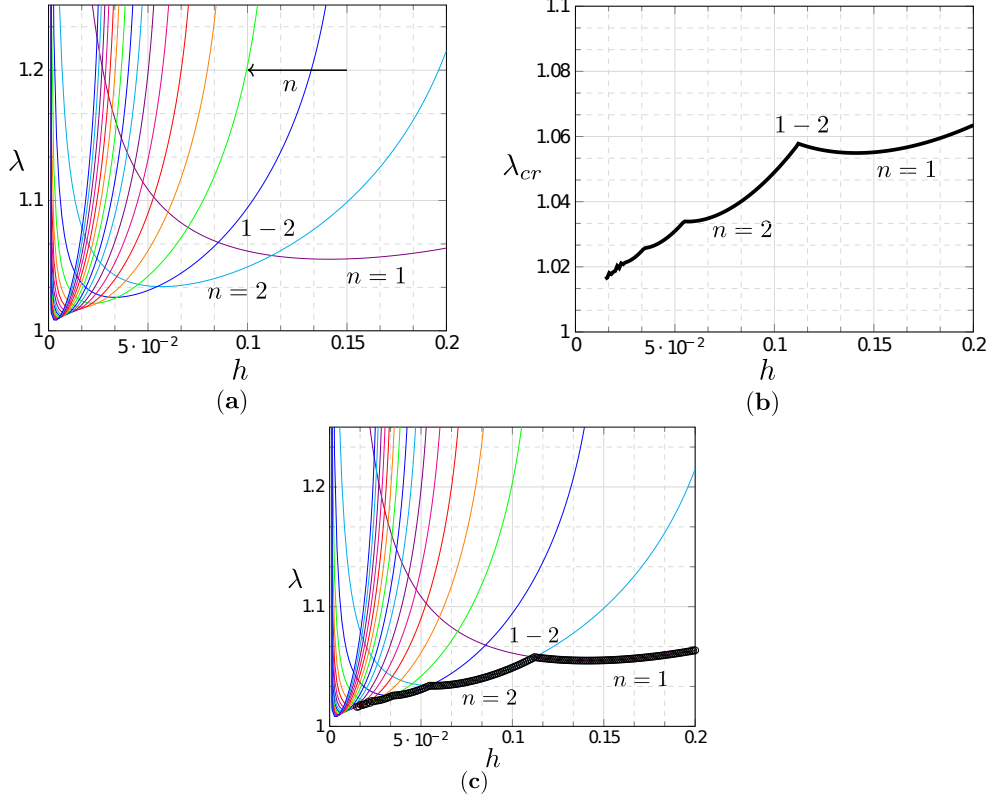 1.2
1.1
1
λ
n
1 − 2
n = 2
n = 1
0
5 · 10⁻²
0.1
0.15
0.2
h
(a)
1.1
1.08
1.06
1.04
1.02
1
λcr
1 − 2
n = 1
n = 2
0
5 · 10⁻²
0.1
0.15
0.2
h
(b)
1.2
1.1
1
λ
1 − 2
n = 2
n = 1
0
5 · 10⁻²
0.1
0.15
0.2
h
(c)